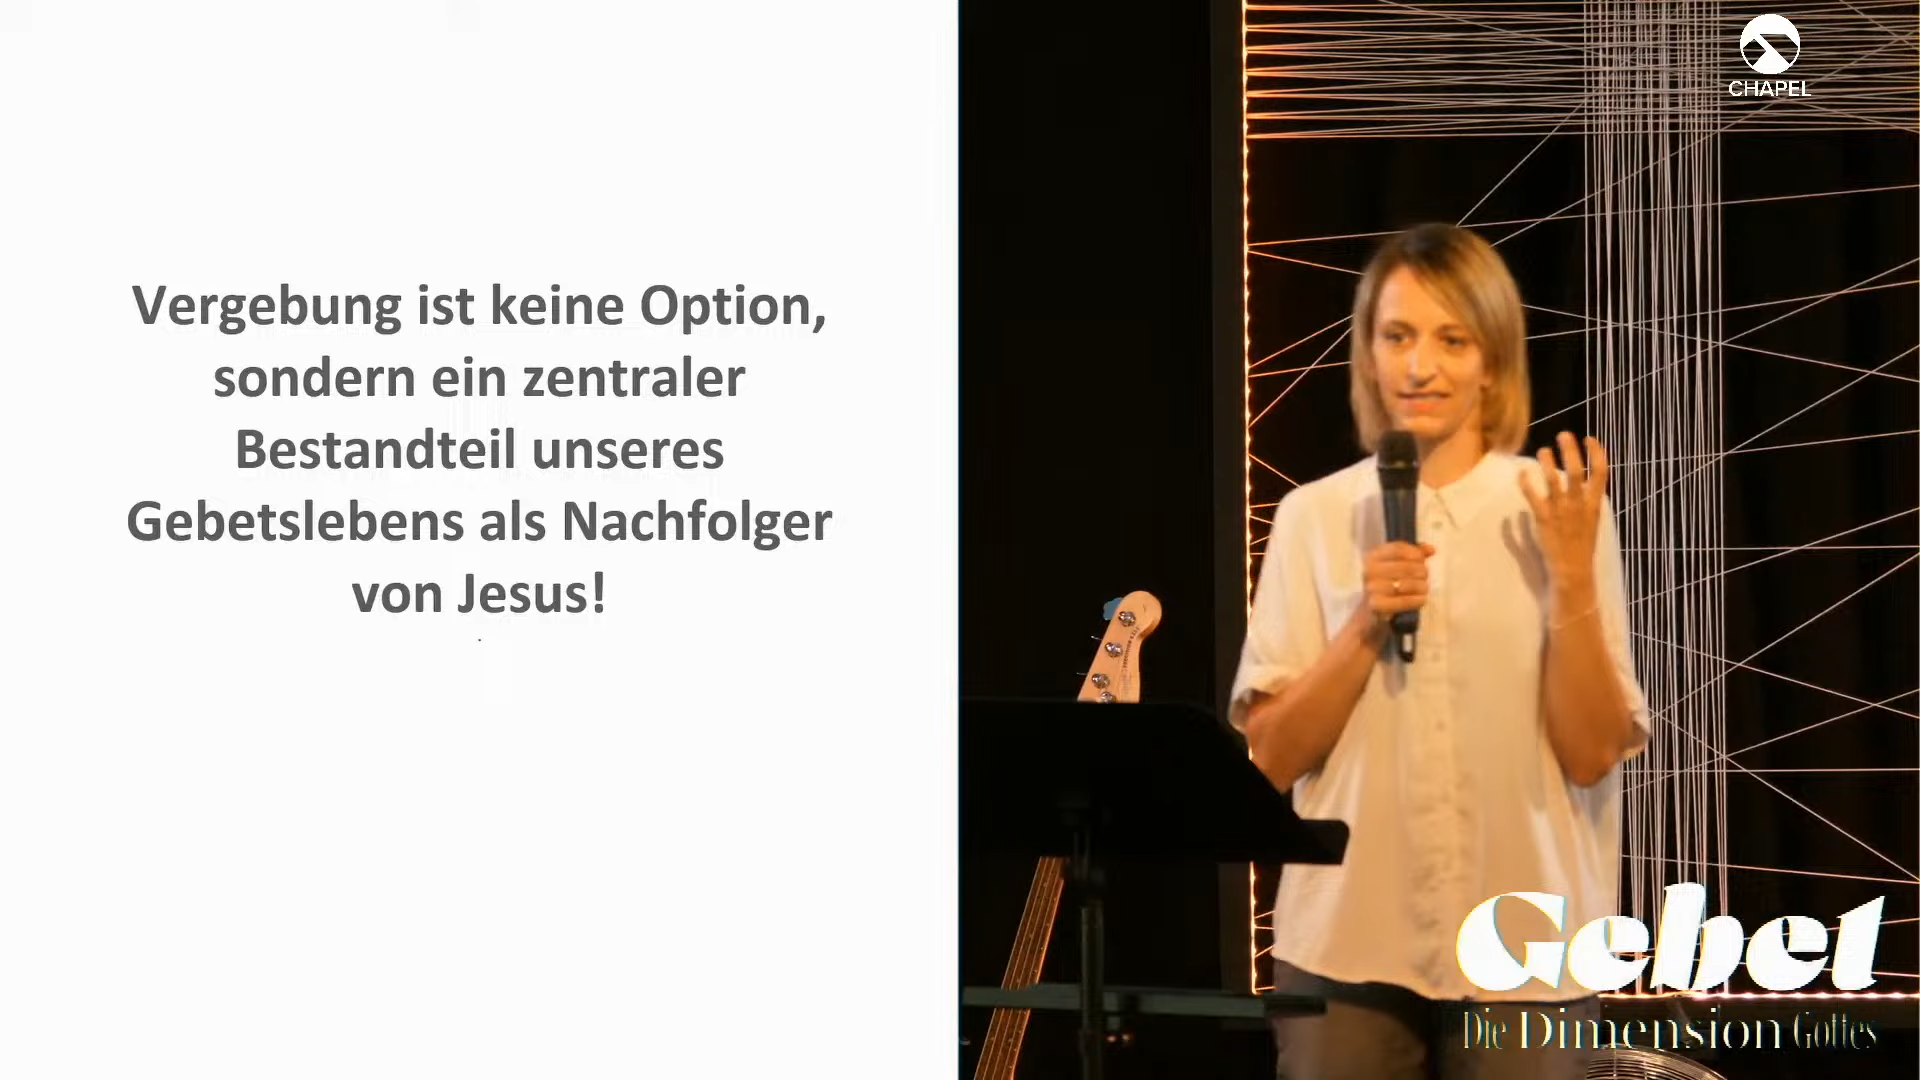 Vergebung ist keine Option,
sondern ein zentraler
Bestandteil unseres
Gebetslebens als Nachfolger
von Jesus!
CHAPEL
Gebet
Die Dimension Gottes